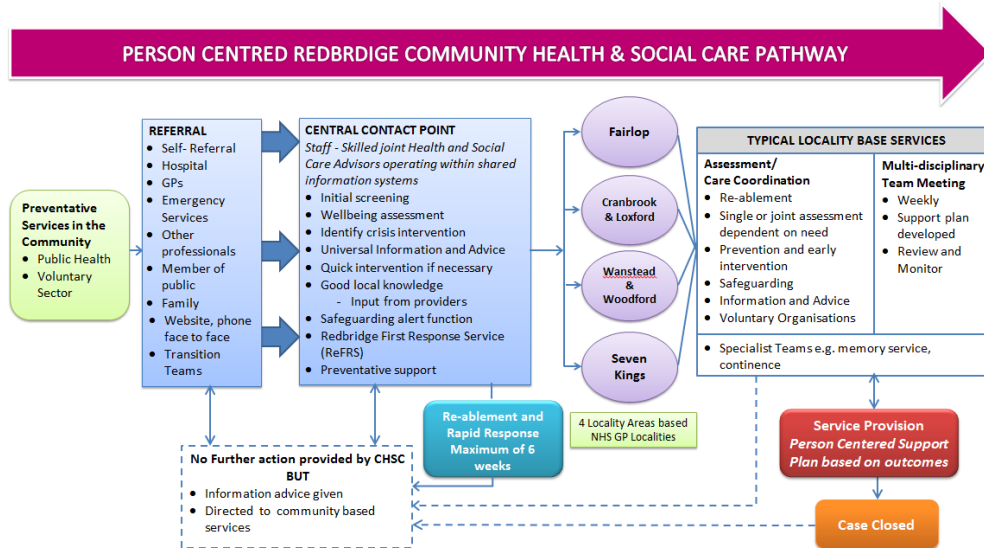 PERSON CENTRED REDBRDIGE COMMUNITY HEALTH & SOCIAL CARE PATHWAY
Preventative
Services in the
Community
• Public Health
• Voluntary
Sector
REFERRAL
• Self- Referral
• Hospital
• GPs
• Emergency
Services
• Other
professionals
• Member of
public
• Family
• Website, phone
face to face
• Transition
Teams
CENTRAL CONTACT POINT
Staff - Skilled joint Health and Social
Care Advisors operating within shared
information systems
• Initial screening
• Wellbeing assessment
• Identify crisis intervention
• Universal Information and Advice
• Quick intervention if necessary
• Good local knowledge
- Input from providers
• Safeguarding alert function
• Redbridge First Response Service
(ReFRS)
• Preventative support
Fairlop
Cranbrook
& Loxford
Wanstead
&
Woodford
Seven
Kings
TYPICAL LOCALITY BASE SERVICES
Assessment/
Care Coordination
• Re-ablement
• Single or joint assessment
dependent on need
• Prevention and early
intervention
• Safeguarding
• Information and Advice
• Voluntary Organisations
Multi-disciplinary
Team Meeting
• Weekly
• Support plan
developed
• Review and
Monitor
• Specialist Teams e.g. memory service,
continence
Re-ablement and
Rapid Response
Maximum of 6
weeks
4 Locality Areas based
NHS GP Localities
Service Provision
Person Centered Support
Plan based on outcomes
No Further action provided by CHSC
BUT
• Information advice given
• Directed to community based
services
Case Closed